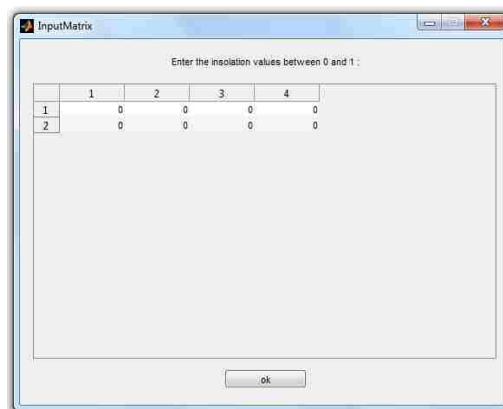 InputMatrix
Enter the insolation values between 0 and 1 :
1 2 3 4
1 0 0 0 0
2 0 0 0 0
ok